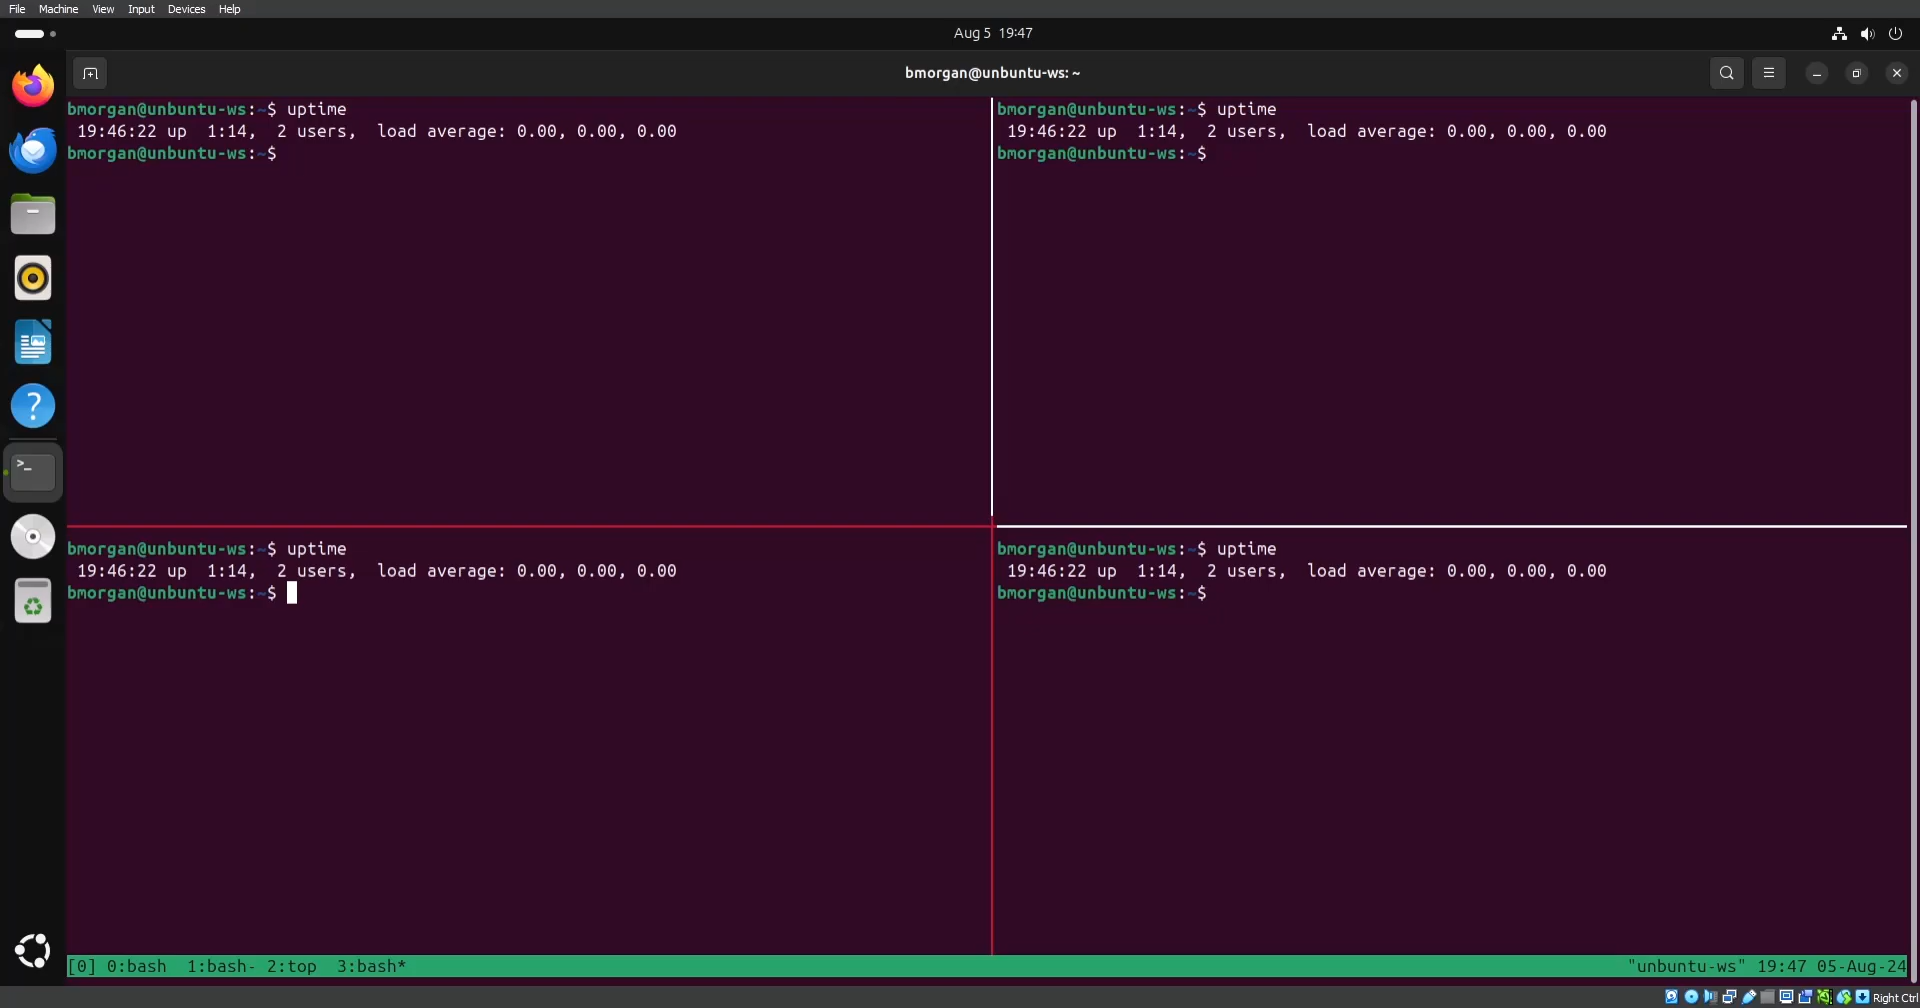 File Machine View Input Devices Help
Aug 5 19:47
bmorgan@unbuntu-ws: ~
bmorgan@unbuntu-ws:~$ uptime
19:46:22 up 1:14, 2 users, load average: 0.00, 0.00, 0.00
bmorgan@unbuntu-ws:~$
bmorgan@unbuntu-ws:~$ uptime
19:46:22 up 1:14, 2 users, load average: 0.00, 0.00, 0.00
bmorgan@unbuntu-ws:~$
bmorgan@unbuntu-ws:~$ uptime
19:46:22 up 1:14, 2 users, load average: 0.00, 0.00, 0.00
bmorgan@unbuntu-ws:~$
bmorgan@unbuntu-ws:~$ uptime
19:46:22 up 1:14, 2 users, load average: 0.00, 0.00, 0.00
bmorgan@unbuntu-ws:~$
[0] 0:bash 1:bash- 2:top 3:bash* "unbuntu-ws" 19:47 05-Aug-24
Right Ctrl